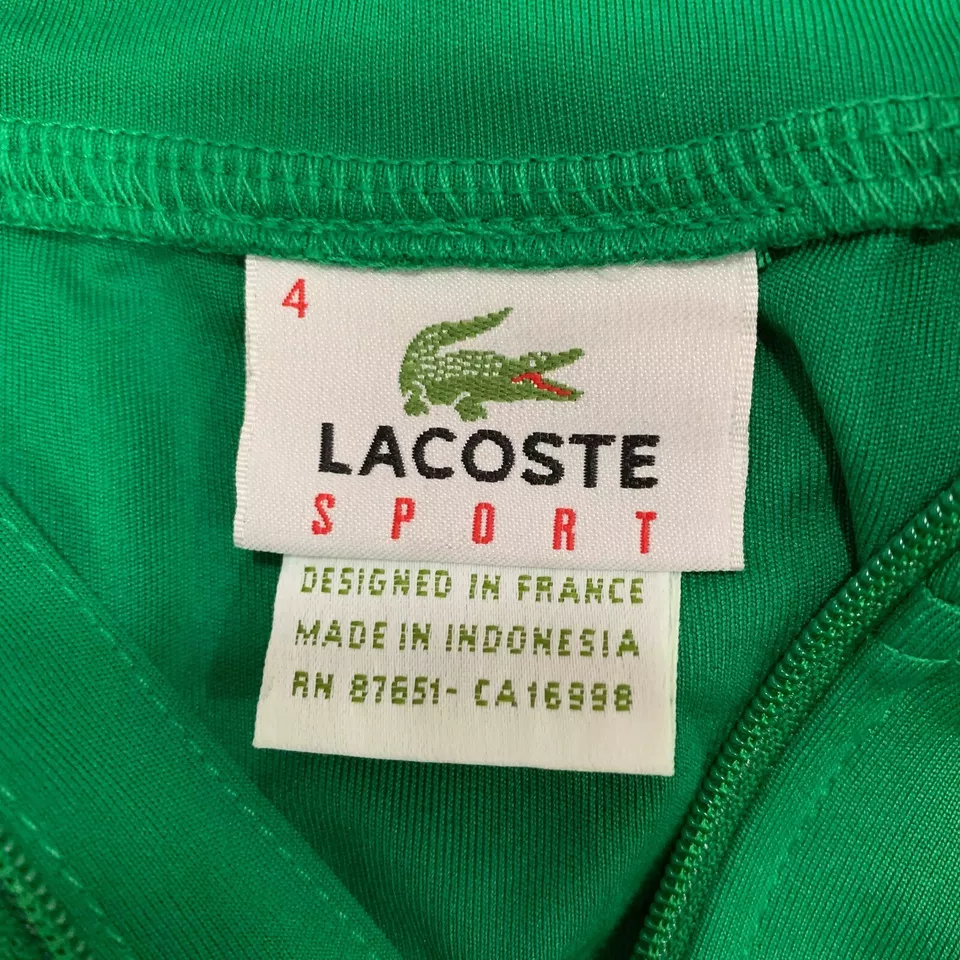 4
LACOSTE
SPORT
DESIGNED IN FRANCE
MADE IN INDONESIA
RN 87651- CA16998